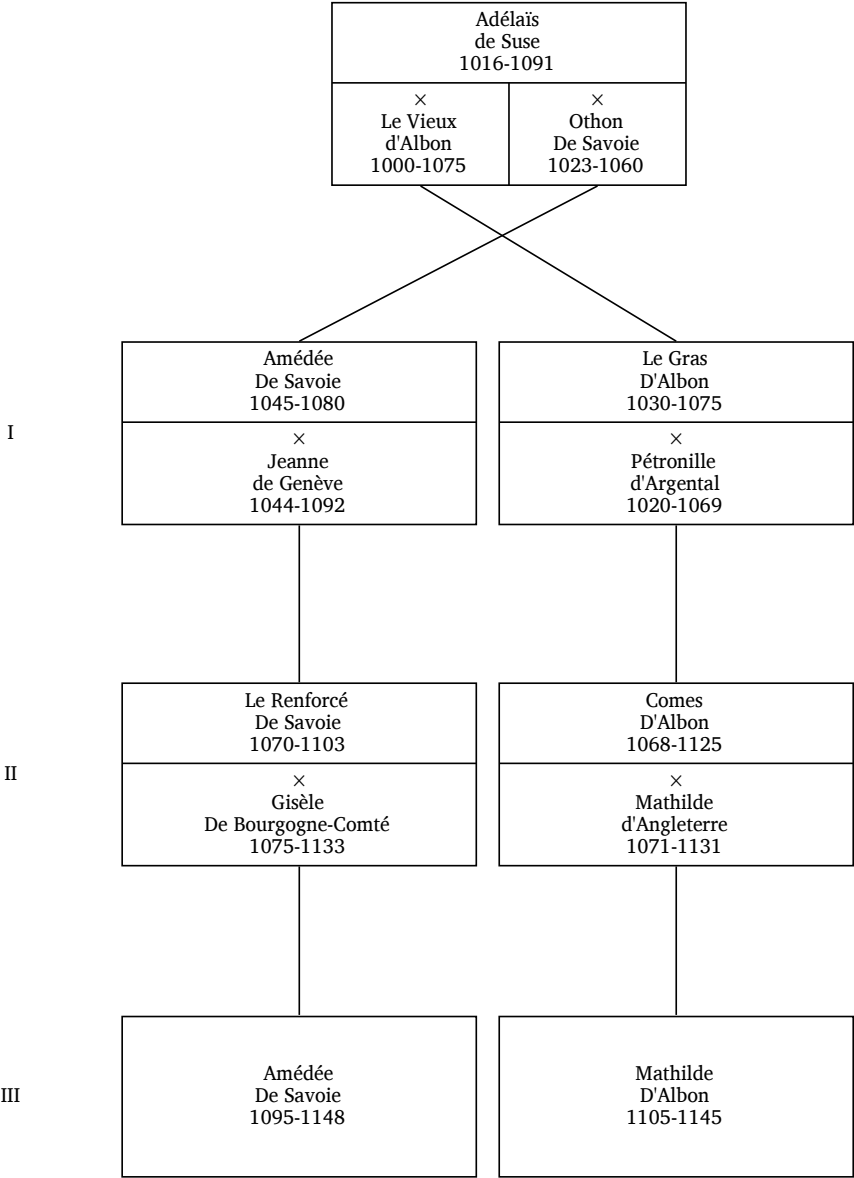 Adélaïs
de Suse
1016-1091
×
Le Vieux
d'Albon
1000-1075
×
Othon
De Savoie
1023-1060
I
Amédée
De Savoie
1045-1080
×
Jeanne
de Genève
1044-1092
Le Gras
D'Albon
1030-1075
×
Pétronille
d'Argental
1020-1069
II
Le Renforcé
De Savoie
1070-1103
×
Gisèle
De Bourgogne-Comté
1075-1133
Comes
D'Albon
1068-1125
×
Mathilde
d'Angleterre
1071-1131
III
Amédée
De Savoie
1095-1148
Mathilde
D'Albon
1105-1145